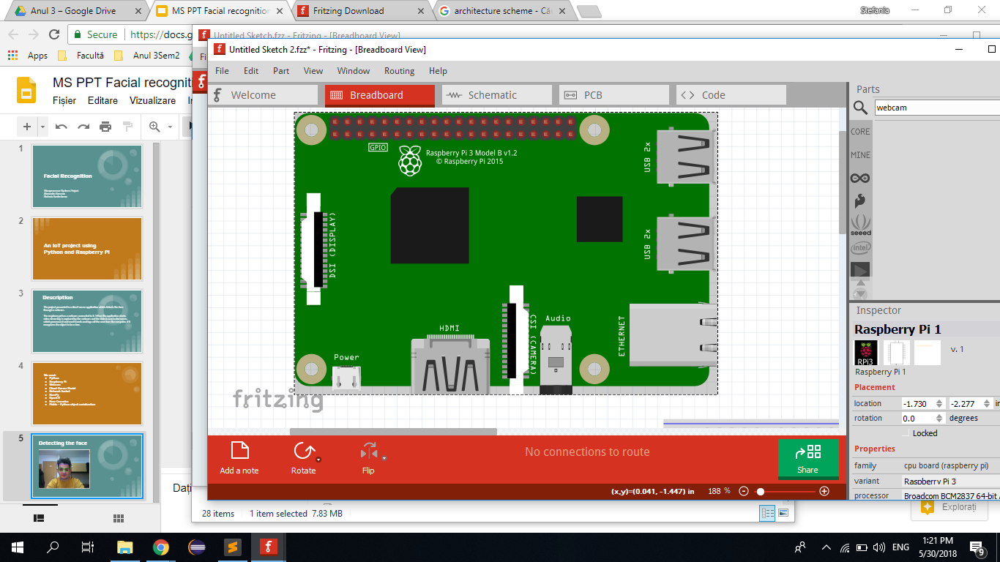 Anul 3 – Google Drive
MS PPT Facial recognition
Fritzing Download
architecture scheme - Că
Stefania
Secure
https://docs.g
Untitled Sketch.fzz - Fritzing - [Breadboard View]
Apps
Facultă
Anul 3Sem2
Untitled Sketch 2.fzz* - Fritzing - [Breadboard View]
File
Edit
Part
View
Window
Routing
Help
MS PPT Facial recogniti
Fișier
Editare
Vizualizare
Welcome
Breadboard
Schematic
PCB
Code
Parts
webcam
CORE
MINE
seeed
intel
1
Facial Recognition
2
An IoT project using
Python and Raspberry Pi
3
Description
4
5
Detecting the face
GPIO
Raspberry Pi 3 Model B v1.2
© Raspberry Pi 2015
USB 2x
USB 2x
DSI (DISPLAY)
HDMI
CSI (CAMERA)
Audio
ETHERNET
Power
fritzing
Inspector
Raspberry Pi 1
RPi3
v. 1
Raspberry Pi 1
Placement
location
-1.730
-2.277
in
rotation
0.0
degrees
Locked
Properties
family
cpu board (raspberry pi)
variant
Raspberry Pi 3
processor
Broadcom BCM2837 64-bit
Add a note
Rotate
Flip
No connections to route
Share
(x,y)=(0.041, -1.447) in
188 %
Dați
Explorați
28 items
1 item selected 7.83 MB
ENG
1:21 PM
5/30/2018
9